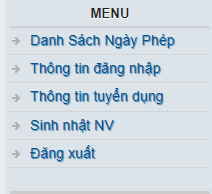 MENU
Danh Sách Ngày Phép
Thông tin đăng nhập
Thông tin tuyển dụng
Sinh nhật NV
Đăng xuất